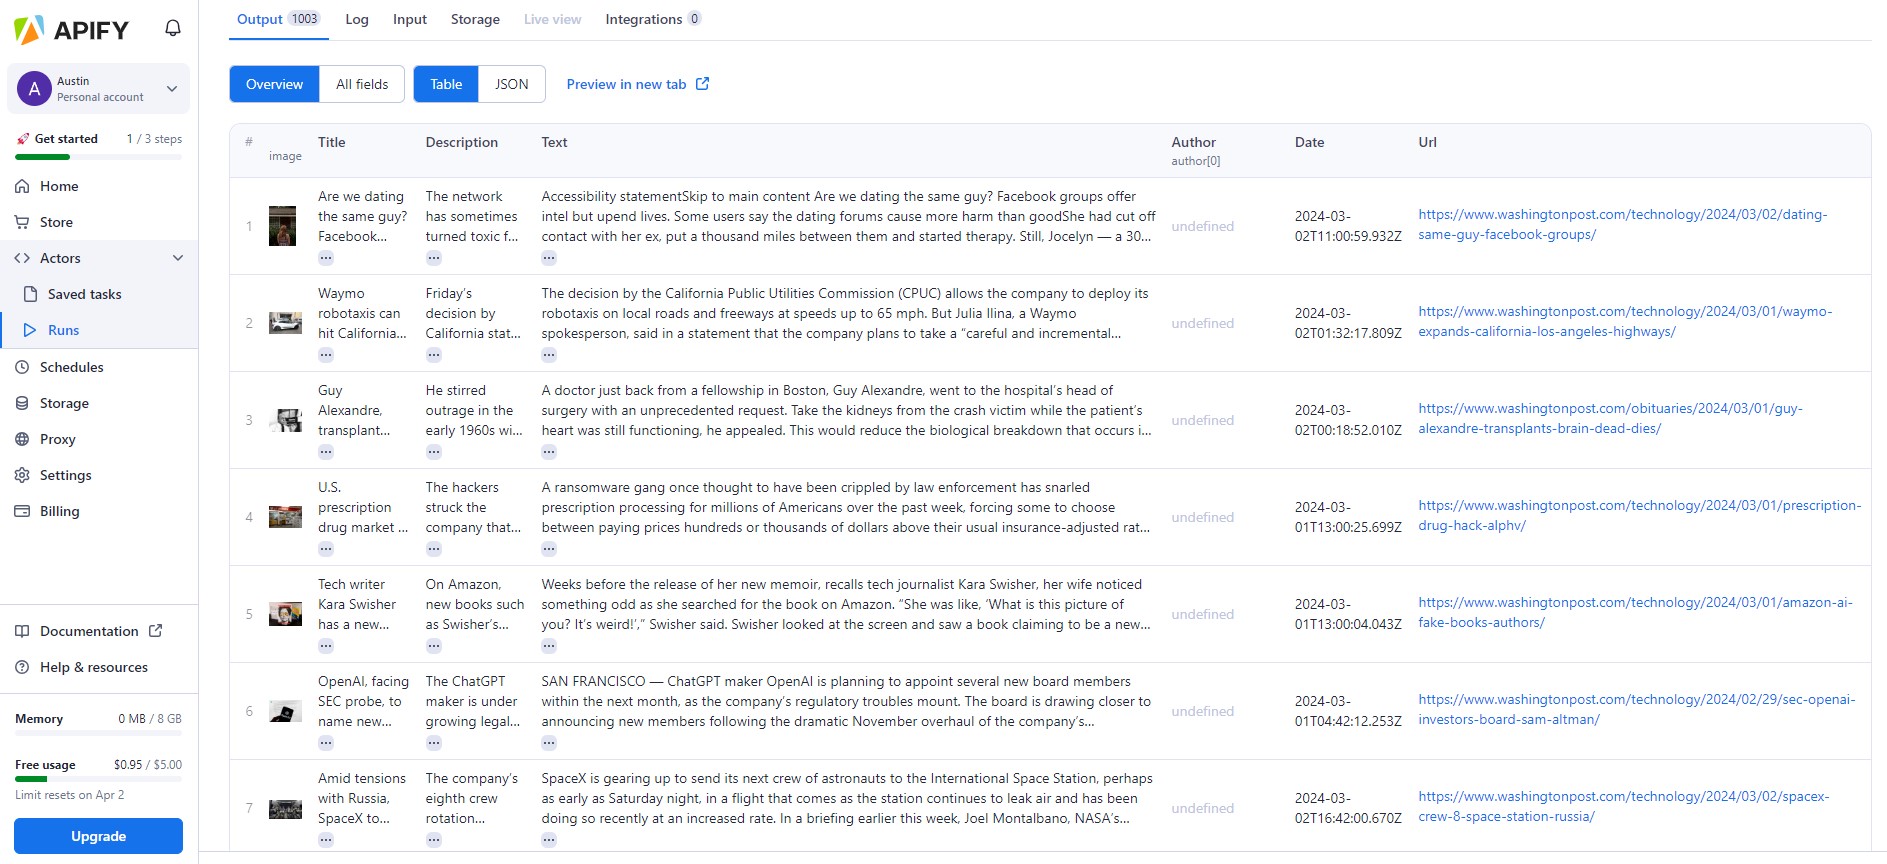 APIFY
A
Austin
Personal account
Get started
1 / 3 steps
Home
Store
Actors
Saved tasks
Runs
Schedules
Storage
Proxy
Settings
Billing
Documentation
Help & resources
Memory
0 MB / 8 GB
Free usage
$0.95 / $5.00
Limit resets on Apr 2
Upgrade
Output 1003
Log
Input
Storage
Live view
Integrations 0
Overview
All fields
Table
JSON
Preview in new tab
#
image
Title
Description
Text
Author
author[0]
Date
Url
1
Are we dating
the same guy?
Facebook...
The network
has sometimes
turned toxic f...
Accessibility statementSkip to main content Are we dating the same guy? Facebook groups offer
intel but upend lives. Some users say the dating forums cause more harm than goodShe had cut off
contact with her ex, put a thousand miles between them and started therapy. Still, Jocelyn — a 30...
undefined
2024-03-
02T11:00:59.932Z
https://www.washingtonpost.com/technology/2024/03/02/dating-
same-guy-facebook-groups/
2
Waymo
robotaxis can
hit California...
Friday’s
decision by
California stat...
The decision by the California Public Utilities Commission (CPUC) allows the company to deploy its
robotaxis on local roads and freeways at speeds up to 65 mph. But Julia Ilina, a Waymo
spokesperson, said in a statement that the company plans to take a “careful and incremental...
undefined
2024-03-
02T01:32:17.809Z
https://www.washingtonpost.com/technology/2024/03/01/waymo-
expands-california-los-angeles-highways/
3
Guy
Alexandre,
transplant...
He stirred
outrage in the
early 1960s wi...
A doctor just back from a fellowship in Boston, Guy Alexandre, went to the hospital’s head of
surgery with an unprecedented request. Take the kidneys from the crash victim while the patient’s
heart was still functioning, he appealed. This would reduce the biological breakdown that occurs i...
undefined
2024-03-
02T00:18:52.010Z
https://www.washingtonpost.com/obituaries/2024/03/01/guy-
alexandre-transplants-brain-dead-dies/
4
U.S.
prescription
drug market ...
The hackers
struck the
company that...
A ransomware gang once thought to have been crippled by law enforcement has snarled
prescription processing for millions of Americans over the past week, forcing some to choose
between paying prices hundreds or thousands of dollars above their usual insurance-adjusted rat...
undefined
2024-03-
01T13:00:25.699Z
https://www.washingtonpost.com/technology/2024/03/01/prescription-
drug-hack-alphv/
5
Tech writer
Kara Swisher
has a new...
On Amazon,
new books such
as Swisher’s...
Weeks before the release of her new memoir, recalls tech journalist Kara Swisher, her wife noticed
something odd as she searched for the book on Amazon. “She was like, ‘What is this picture of
you? It’s weird!’,” Swisher said. Swisher looked at the screen and saw a book claiming to be a new...
undefined
2024-03-
01T13:00:04.043Z
https://www.washingtonpost.com/technology/2024/03/01/amazon-ai-
fake-books-authors/
6
OpenAI, facing
SEC probe, to
name new...
The ChatGPT
maker is under
growing legal...
SAN FRANCISCO — ChatGPT maker OpenAI is planning to appoint several new board members
within the next month, as the company’s regulatory troubles mount. The board is drawing closer to
announcing new members following the dramatic November overhaul of the company’s...
undefined
2024-03-
01T04:42:12.253Z
https://www.washingtonpost.com/technology/2024/02/29/sec-openai-
investors-board-sam-altman/
7
Amid tensions
with Russia,
SpaceX to...
The company’s
eighth crew
rotation...
SpaceX is gearing up to send its next crew of astronauts to the International Space Station, perhaps
as early as Saturday night, in a flight that comes as the station continues to leak air and has been
doing so recently at an increased rate. In a briefing earlier this week, Joel Montalbano, NASA’s...
undefined
2024-03-
02T16:42:00.670Z
https://www.washingtonpost.com/technology/2024/03/02/spacex-
crew-8-space-station-russia/